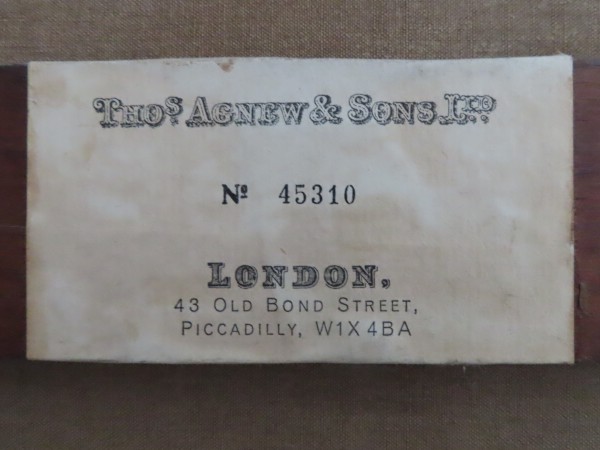 Thos. Agnew & Sons Ltd.
No 45310
London,
43 Old Bond Street,
Piccadilly, W1X 4BA